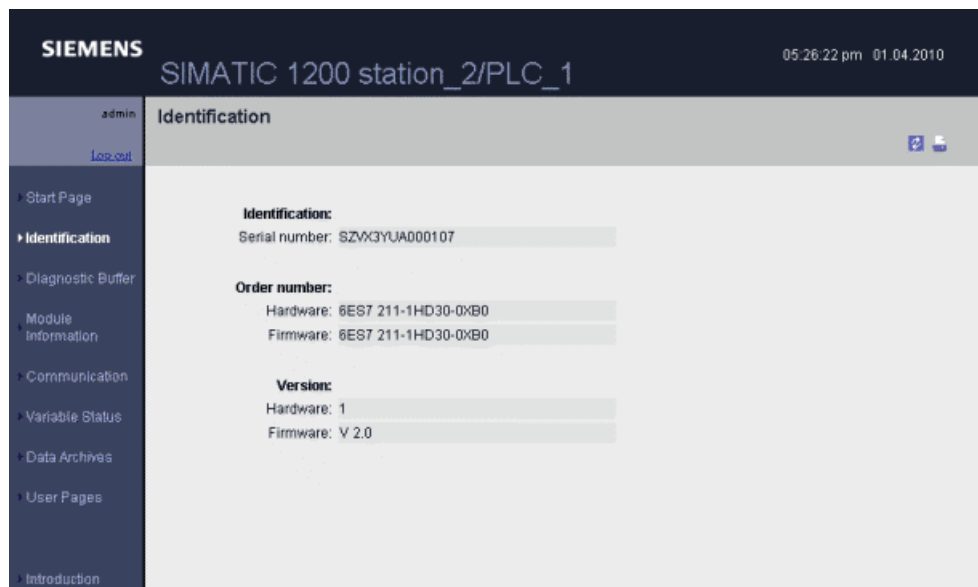 SIEMENS
SIMATIC 1200 station_2/PLC_1
05:26:22 pm 01.04.2010
admin
Log out
Identification
Start Page
Identification
Diagnostic Buffer
Module
Information
Communication
Variable Status
Data Archives
User Pages
Introduction
Identification:
Serial number: SZVX3YUA000107
Order number:
Hardware: 6ES7 211-1HD30-0XB0
Firmware: 6ES7 211-1HD30-0XB0
Version:
Hardware: 1
Firmware: V 2.0